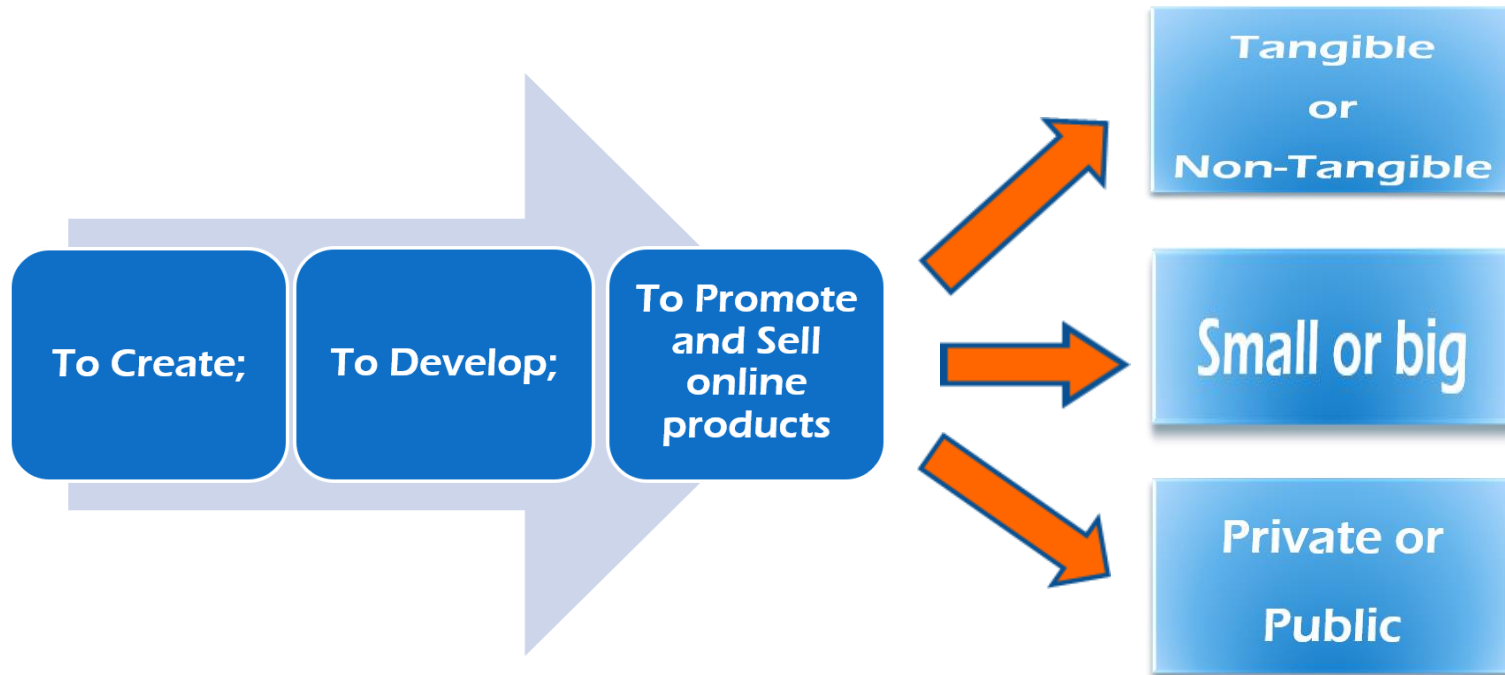 To Create;
To Develop;
To Promote
and Sell
online
products
Tangible
or
Non-Tangible
Small or big
Private or
Public